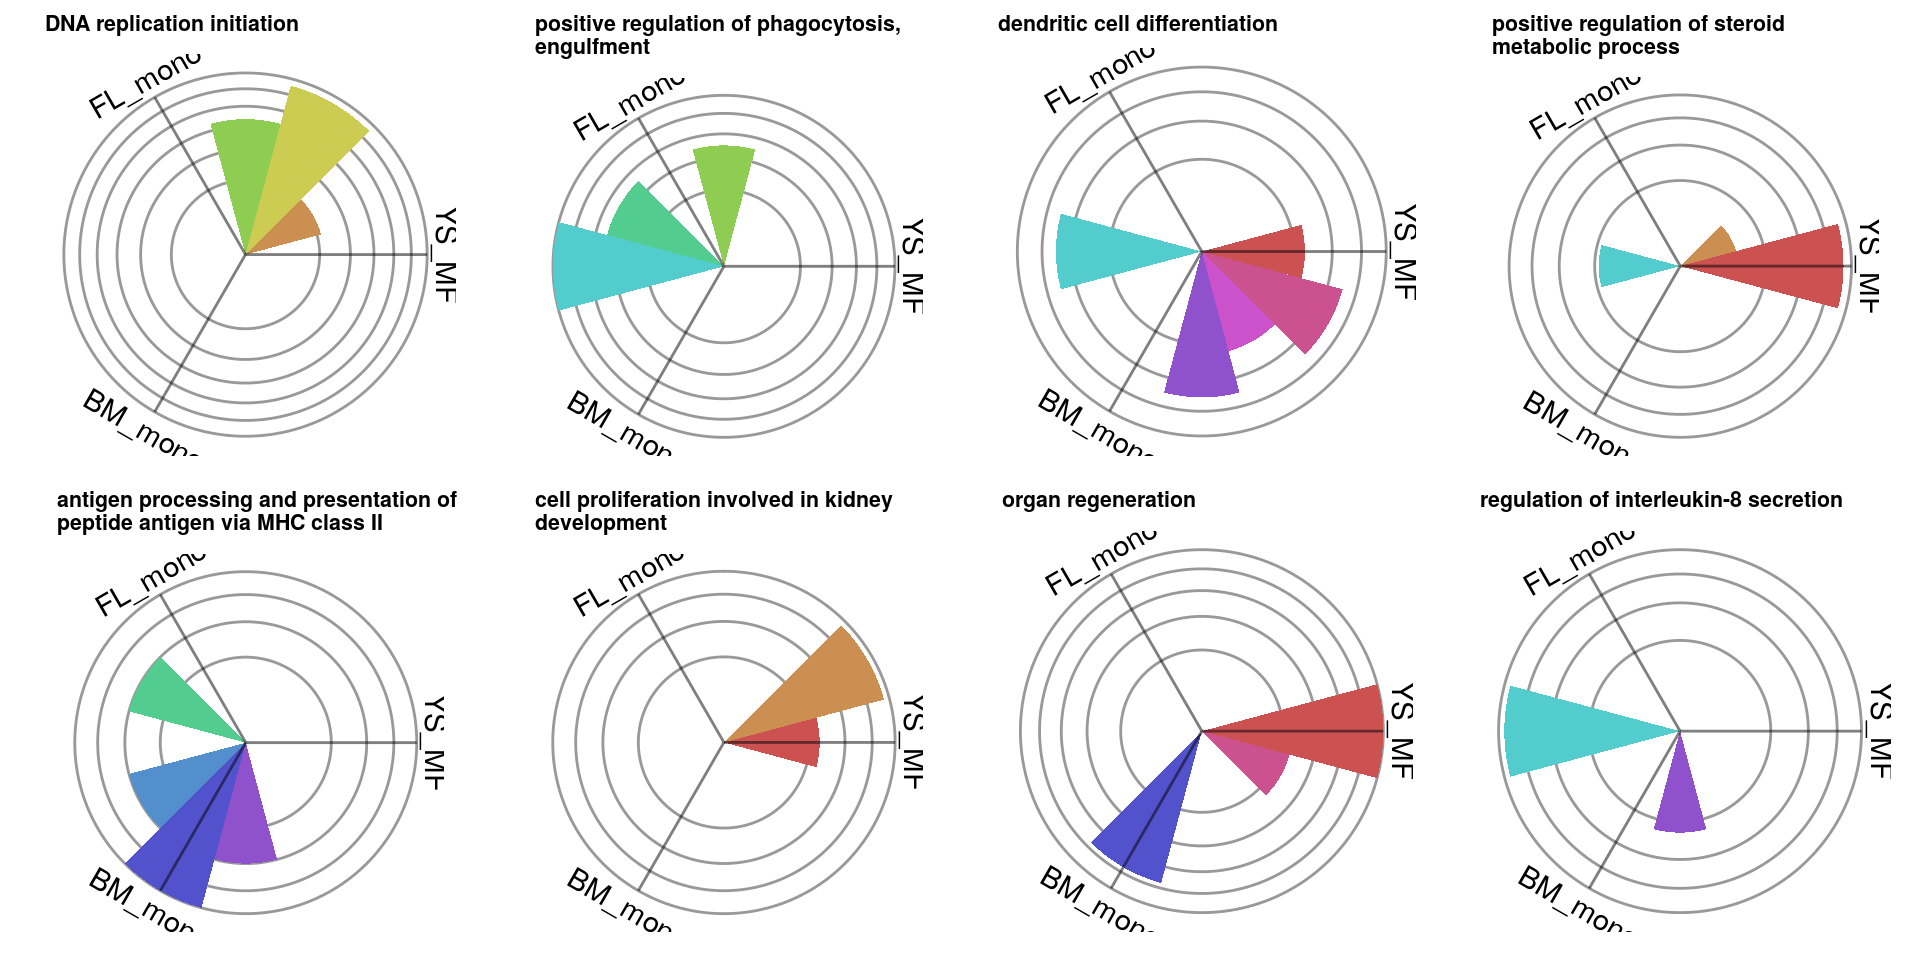 DNA replication initiation
FL_mono
YS_MF
BM_mono
positive regulation of phagocytosis,
engulfment
FL_mono
YS_MF
BM_mon
dendritic cell differentiation
FL_mono
YS_MF
BM_mono
positive regulation of steroid
metabolic process
FL_mono
YS_MF
BM_mon
antigen processing and presentation of
peptide antigen via MHC class II
FL_mono
YS_MF
BM_mon
cell proliferation involved in kidney
development
FL_mono
YS_MF
BM_mon
organ regeneration
FL_mono
YS_MF
BM_mono
regulation of interleukin-8 secretion
FL_mono
YS_MF
BM_mono